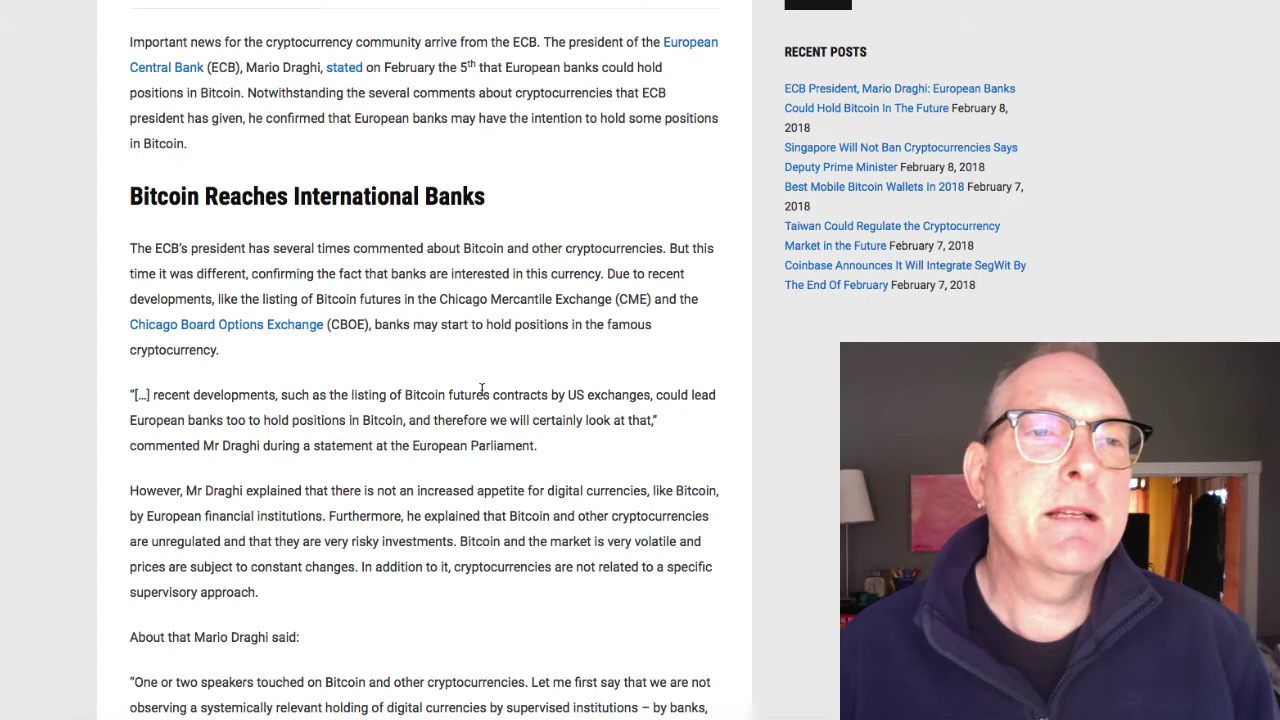 Important news for the cryptocurrency community arrive from the ECB. The president of the European
Central Bank (ECB), Mario Draghi, stated on February the 5th that European banks could hold
positions in Bitcoin. Notwithstanding the several comments about cryptocurrencies that ECB
president has given, he confirmed that European banks may have the intention to hold some positions
in Bitcoin.
Bitcoin Reaches International Banks
The ECB's president has several times commented about Bitcoin and other cryptocurrencies. But this
time it was different, confirming the fact that banks are interested in this currency. Due to recent
developments, like the listing of Bitcoin futures in the Chicago Mercantile Exchange (CME) and the
Chicago Board Options Exchange (CBOE), banks may start to hold positions in the famous
cryptocurrency.
"[...] recent developments, such as the listing of Bitcoin futures contracts by US exchanges, could lead
European banks too to hold positions in Bitcoin, and therefore we will certainly look at that,"
commented Mr Draghi during a statement at the European Parliament.
However, Mr Draghi explained that there is not an increased appetite for digital currencies, like Bitcoin,
by European financial institutions. Furthermore, he explained that Bitcoin and other cryptocurrencies
are unregulated and that they are very risky investments. Bitcoin and the market is very volatile and
prices are subject to constant changes. In addition to it, cryptocurrencies are not related to a specific
supervisory approach.
About that Mario Draghi said:
"One or two speakers touched on Bitcoin and other cryptocurrencies. Let me first say that we are not
observing a systemically relevant holding of digital currencies by supervised institutions – by banks,
RECENT POSTS
ECB President, Mario Draghi: European Banks
Could Hold Bitcoin In The Future February 8,
2018
Singapore Will Not Ban Cryptocurrencies Says
Deputy Prime Minister February 8, 2018
Best Mobile Bitcoin Wallets In 2018 February 7,
2018
Taiwan Could Regulate the Cryptocurrency
Market in the Future February 7, 2018
Coinbase Announces It Will Integrate SegWit By
The End Of February February 7, 2018